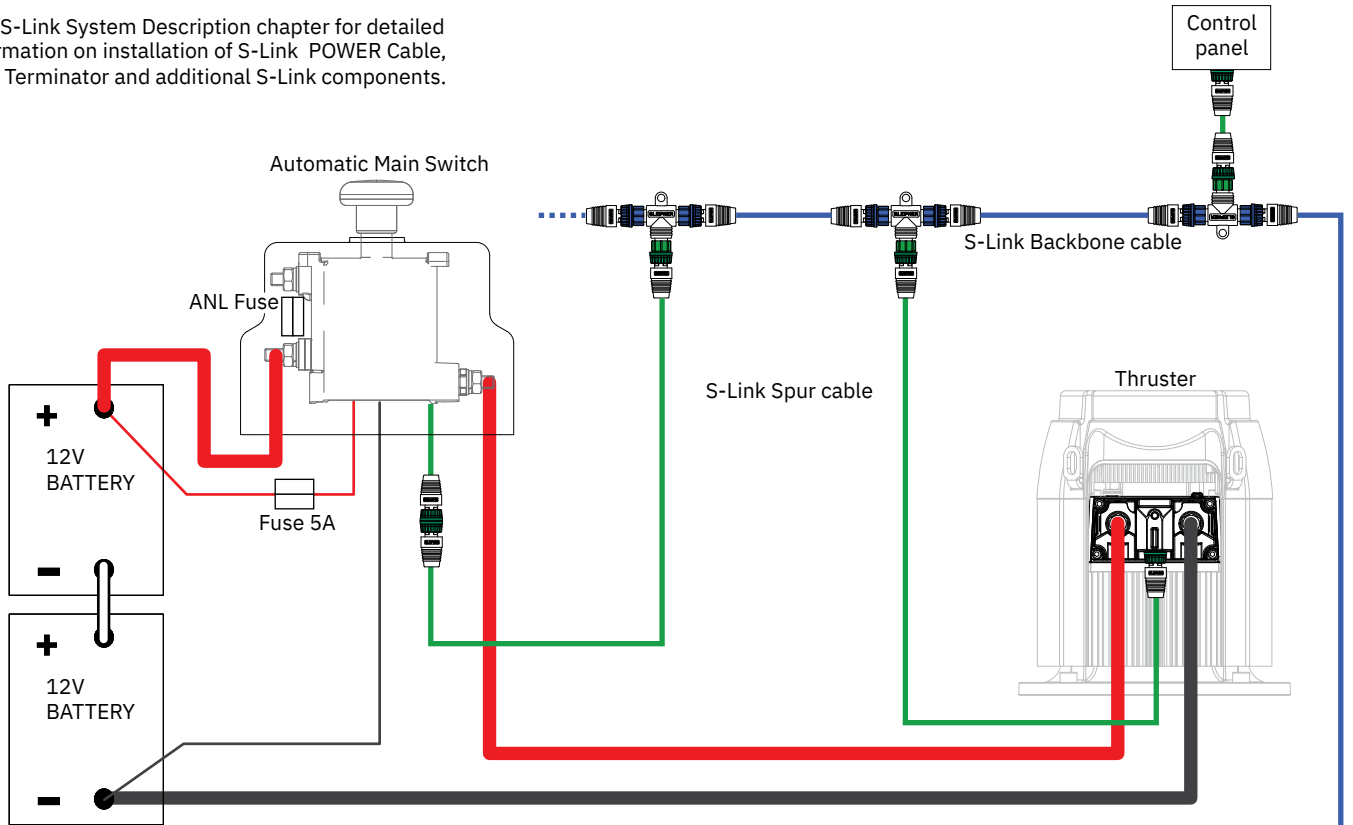 S-Link System Description chapter for detailed
rmation on installation of S-Link POWER Cable,
Terminator and additional S-Link components.
Control
panel
Automatic Main Switch
S-Link Backbone cable
ANL Fuse
S-Link Spur cable
Thruster
+
12V
BATTERY
Fuse 5A
-
+
12V
BATTERY
-